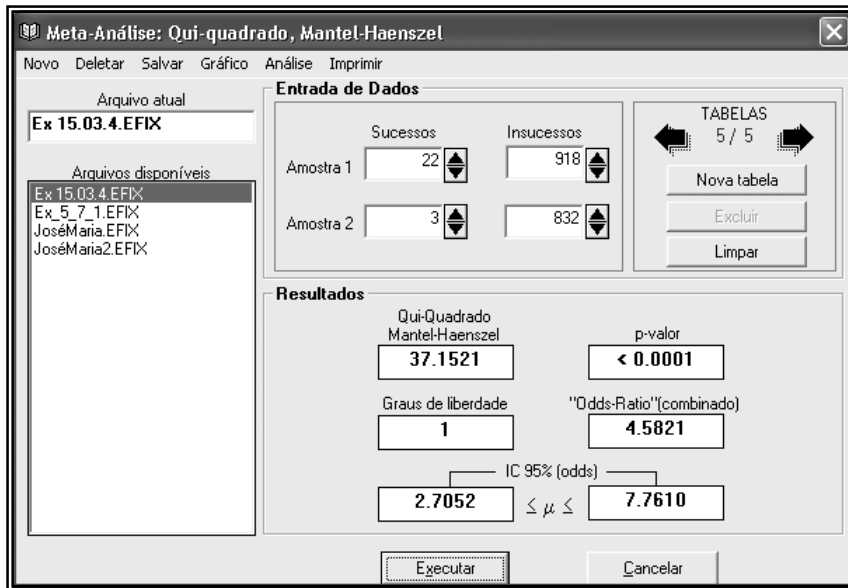 Meta-Análise: Qui-quadrado, Mantel-Haenszel
Novo Deletar Salvar Gráfico Análise Imprimir
Arquivo atual
Ex 15.03.4.EFIX
Arquivos disponíveis
Ex 15.03.4.EFIX
Ex_5_7_1.EFIX
JoséMaria.EFIX
JoséMaria2.EFIX
Entrada de Dados
Sucessos Insucessos
Amostra 1 22 918
Amostra 2 3 832
TABELAS
5 / 5
Nova tabela
Excluir
Limpar
Resultados
Qui-Quadrado
Mantel-Haenszel p-valor
37.1521 < 0.0001
Graus de liberdade "Odds-Ratio"(combinado)
1 4.5821
IC 95% (odds)
2.7052 ≤ μ ≤ 7.7610
Executar Cancelar